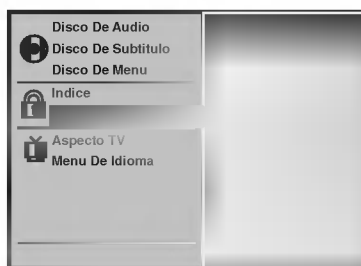 Disco De Audio
Disco De Subtitulo
Disco De Menu
Indice
Aspecto TV
Menu De Idioma